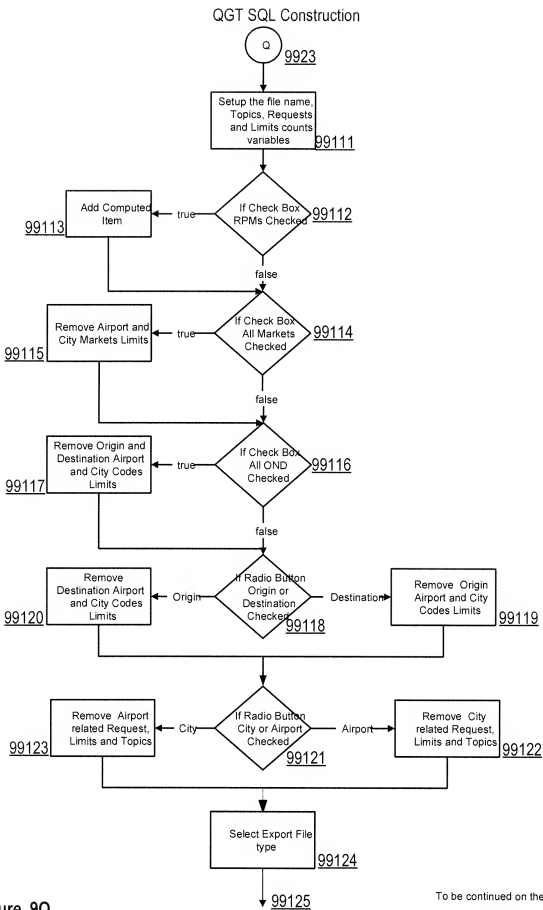 QGT SQL Construction
Q
9923
Setup the file name,
Topics, Requests
and Limits counts
variables
99111
If Check Box
RPMs Checked
99112
true
Add Computed
Item
99113
false
If Check Box
All Markets
Checked
99114
true
Remove Airport and
City Markets Limits
99115
false
If Check Box
All OND
Checked
99116
true
Remove Origin and
Destination Airport
and City Codes
Limits
99117
false
If Radio Button
Origin or
Destination
Checked
99118
Origin
Remove
Destination Airport
and City Codes
Limits
99120
Destination
Remove Origin
Airport and City
Codes Limits
99119
If Radio Button
City or Airport
Checked
99121
City
Remove Airport
related Request,
Limits and Topics
99123
Airport
Remove City
related Request,
Limits and Topics
99122
Select Export File
type
99124
99125
To be continued on the